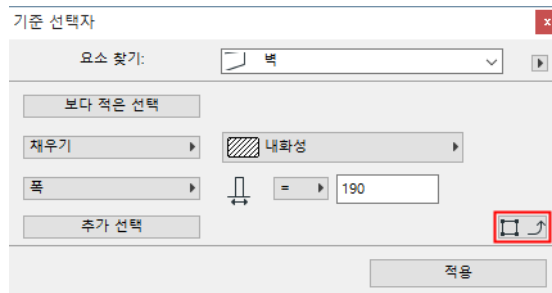 기준 선택자
x
요소 찾기: 벽
보다 적은 선택
채우기 내화성
폭 = 190
추가 선택
적용